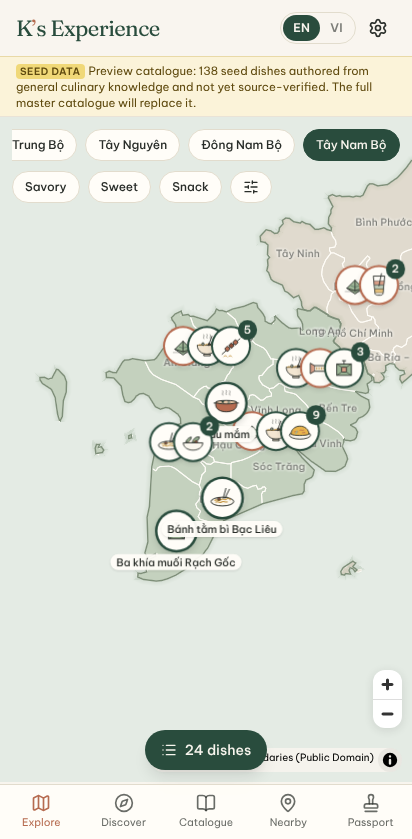 K's Experience
EN
VI
SEED DATA Preview catalogue: 138 seed dishes authored from
general culinary knowledge and not yet source-verified. The full
master catalogue will replace it.
Trung Bộ
Tây Nguyên
Đông Nam Bộ
Tây Nam Bộ
Savory
Sweet
Snack
Bình Phước
Tây Ninh
2
Long An
Hồ Chí Minh
5
3
Bà Rịa –
Vĩnh Long
Bến Tre
9
2
mắm
Sóc Trăng
Bánh tằm bì Bạc Liêu
Ba khía muối Rạch Gốc
24 dishes
daries (Public Domain)
Explore
Discover
Catalogue
Nearby
Passport